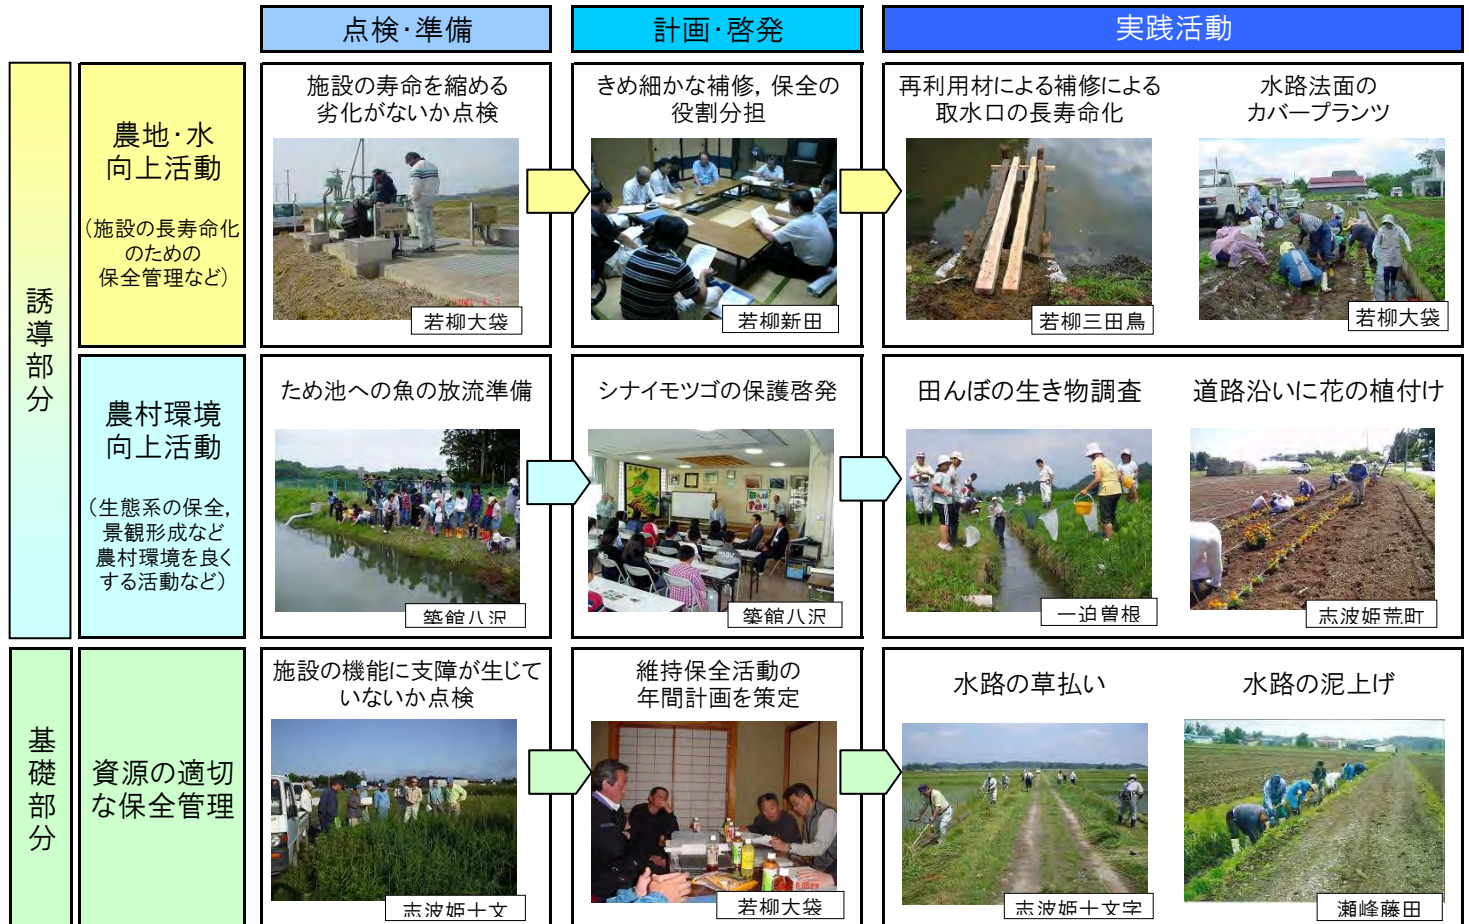 点検・準備
計画・啓発
実践活動
誘導部分
農地・水
向上活動
（施設の長寿命化
のための
保全管理など）
施設の寿命を縮める
劣化がないか点検
若柳大袋
きめ細かな補修，保全の
役割分担
若柳新田
再利用材による補修による
取水口の長寿命化
若柳三田鳥
水路法面の
カバープランツ
若柳大袋
農村環境
向上活動
（生態系の保全，
景観形成など
農村環境を良く
する活動など）
ため池への魚の放流準備
築館八沢
シナイモツゴの保護啓発
築館八沢
田んぼの生き物調査
一迫曽根
道路沿いに花の植付け
志波姫荒町
基礎部分
資源の適切
な保全管理
施設の機能に支障が生じて
いないか点検
志波姫十文
維持保全活動の
年間計画を策定
若柳大袋
水路の草払い
志波姫十文字
水路の泥上げ
瀬峰藤田